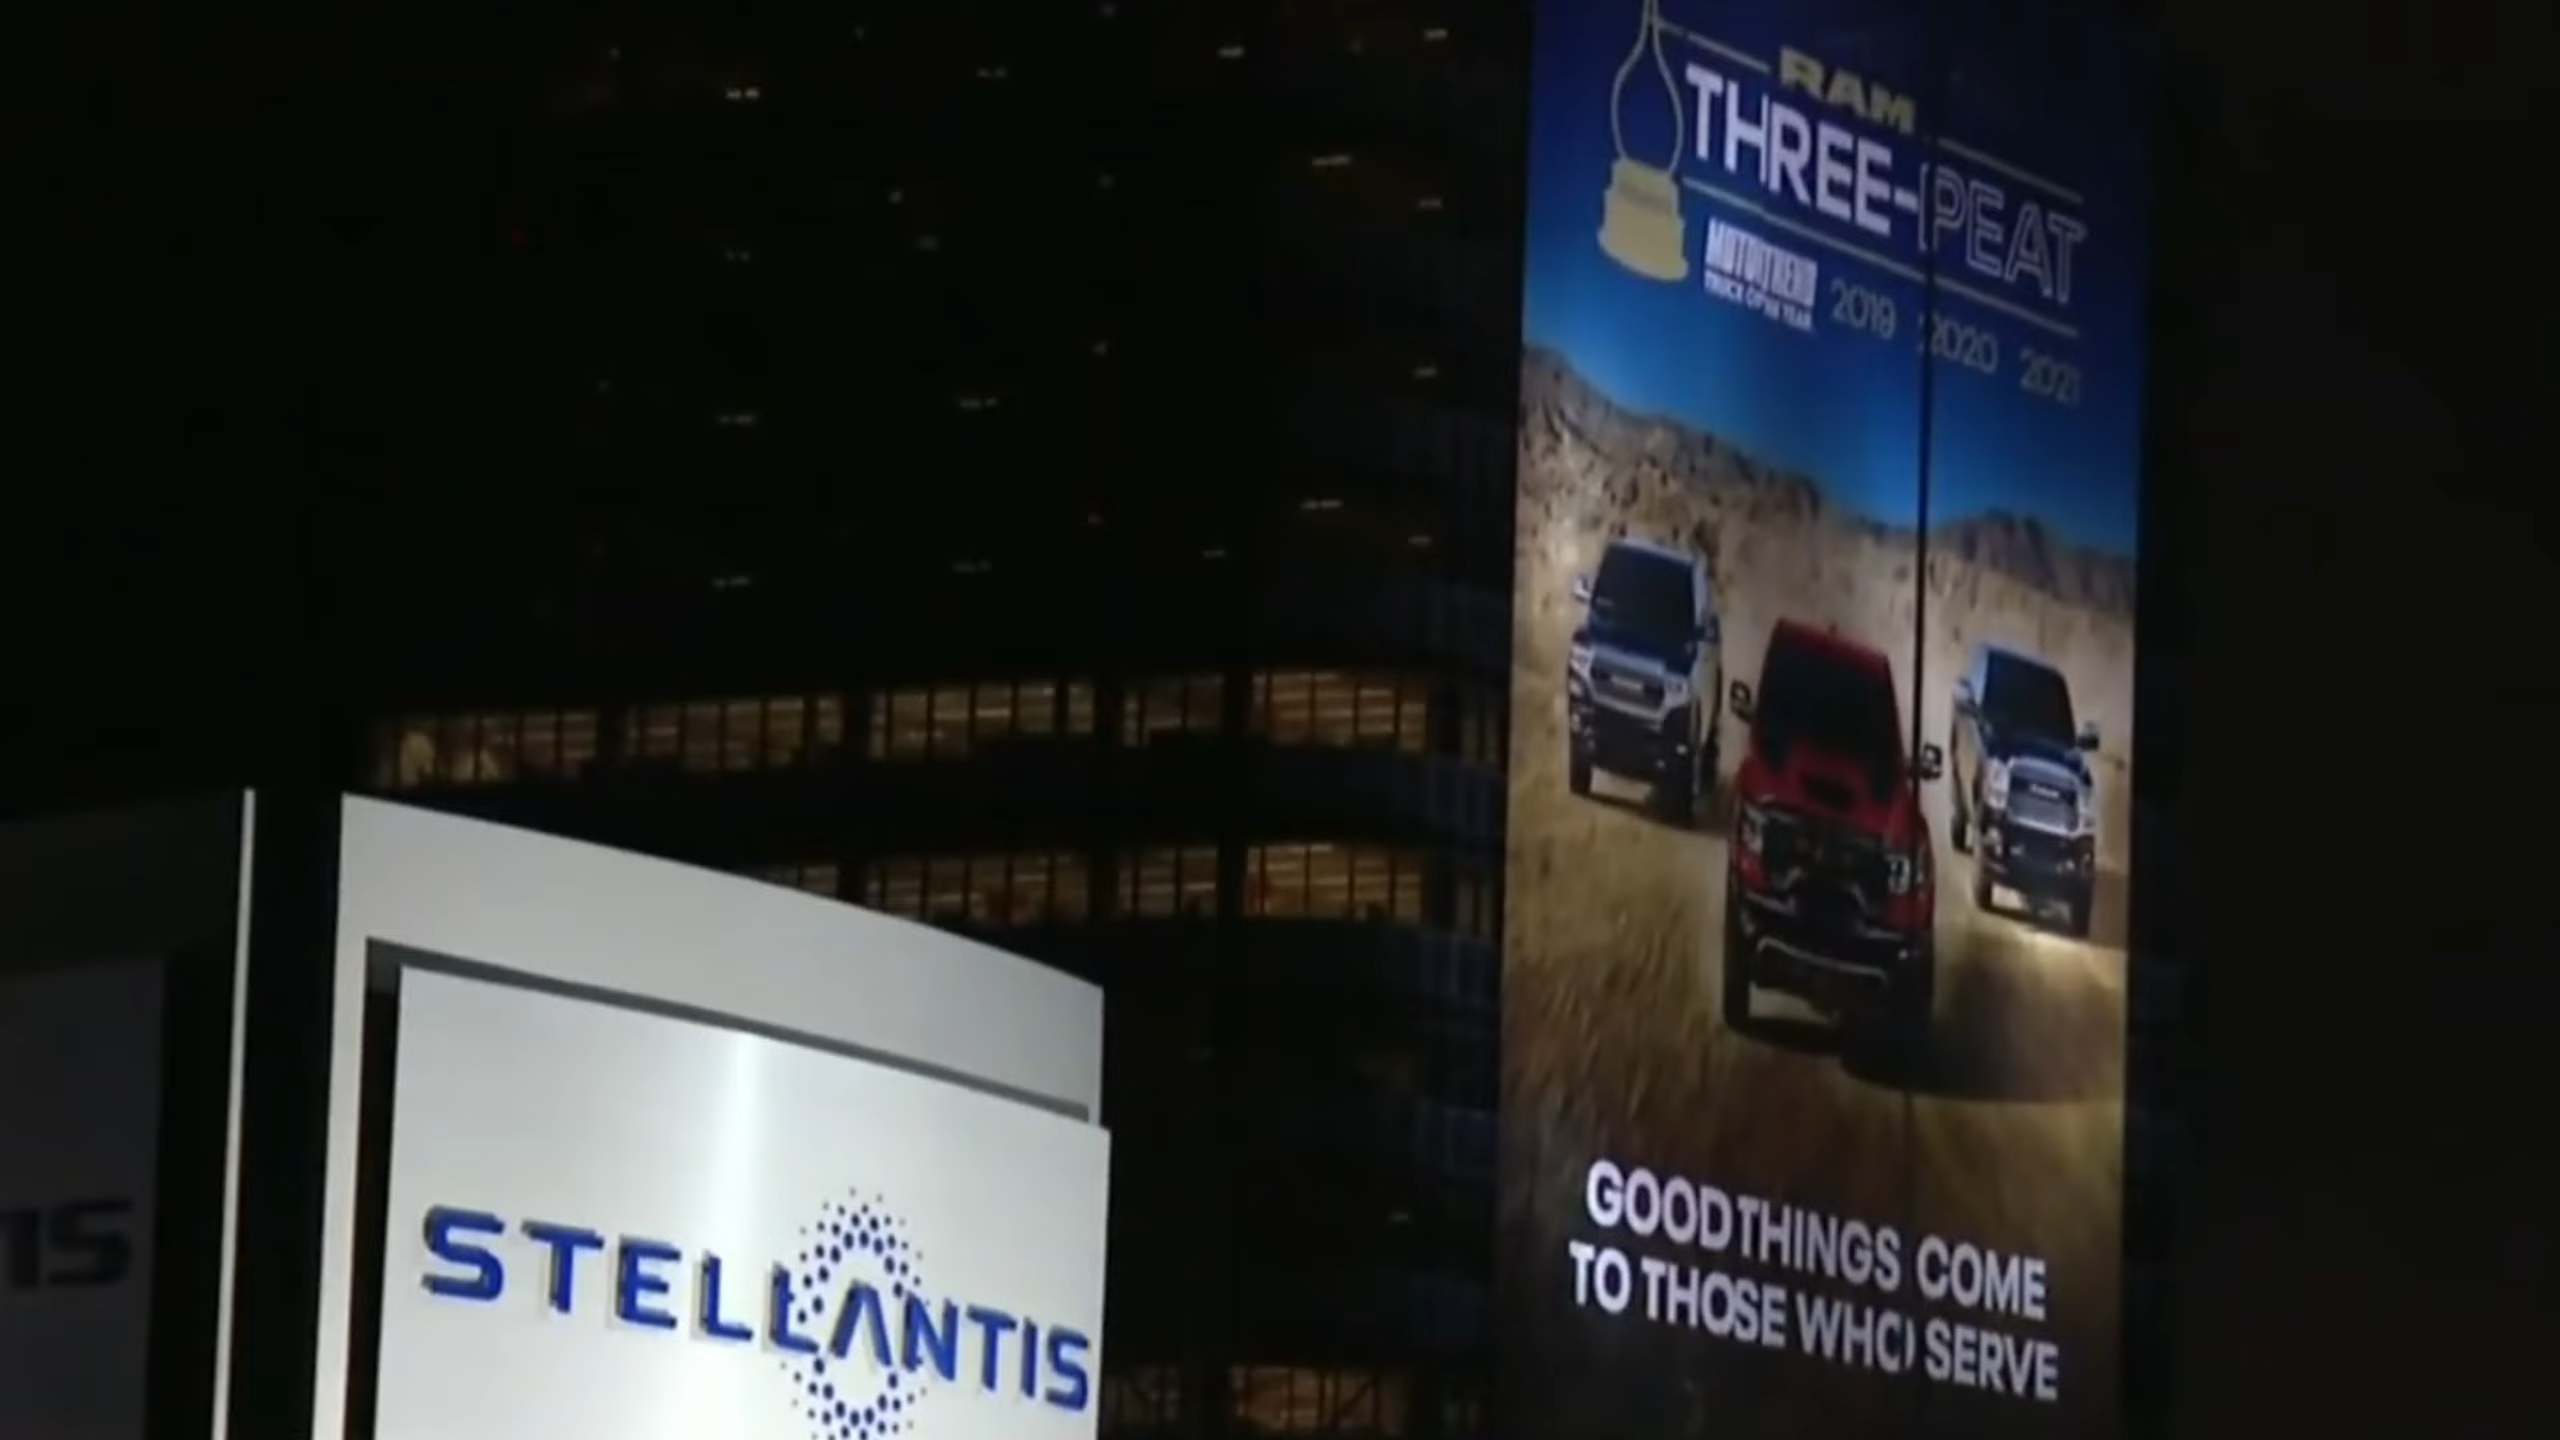 RAM
THREE-PEAT
MOTORTREND
TRUCK OF THE YEAR
2019 2020 2021
GOOD THINGS COME
TO THOSE WHO SERVE
STELLANTIS
IS